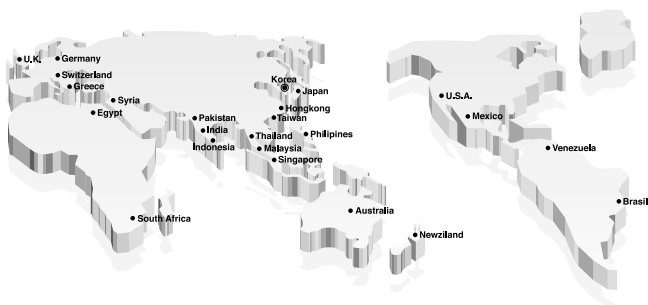 U.K.
Germany
Switzerland
Greece
Syria
Egypt
Korea
Japan
Hongkong
Taiwan
Pakistan
India
Indonesia
Thailand
Philipines
Malaysia
Singapore
South Africa
Australia
Newziland
U.S.A.
Mexico
Venezuela
Brasil